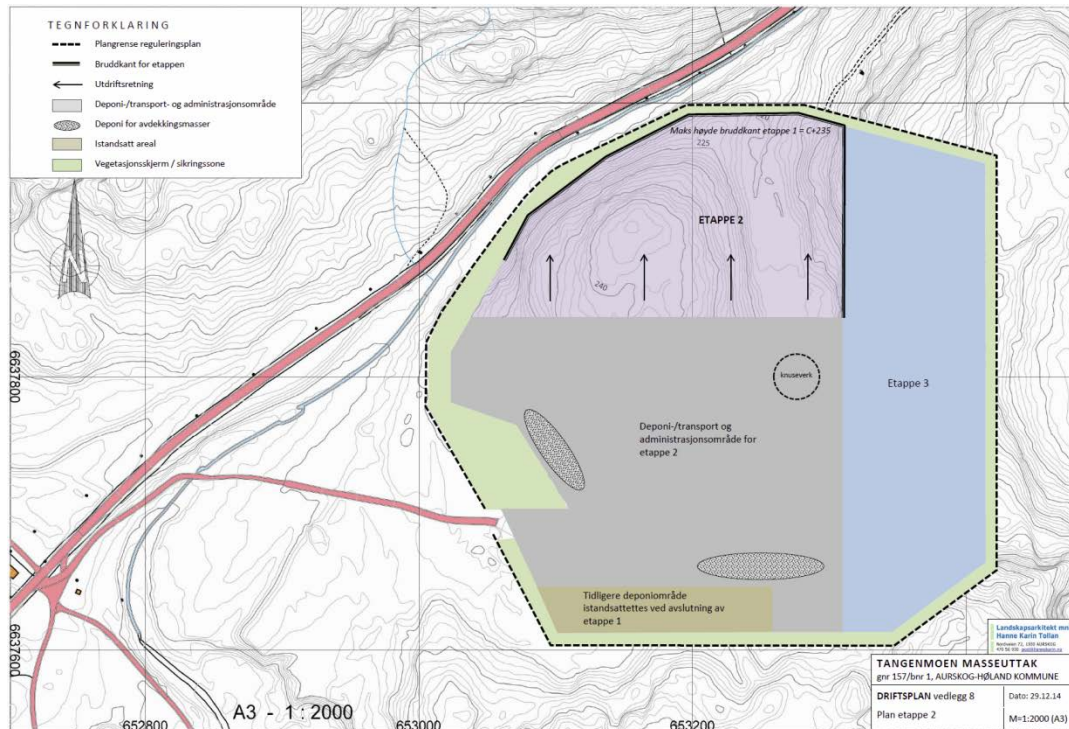 TEGNFORKLARING
Plangrense reguleringsplan
Bruddkant for etappen
Utdriftsretning
Deponi-/transport- og administrasjonsområde
Deponi for avdekkingsmasser
Istandsatt areal
Vegetasjonsskjerm / sikringssone
N
Maks høyde bruddkant etappe 1 = C+235
225
ETAPPE 2
240
6637800
knuseverk
Etappe 3
Deponi-/transport og
administrasjonsområde for
etappe 2
Tidligere deponiområde
istandsattettes ved avslutning av
etappe 1
6637600
Landskapsarkitekt mnla
Hanne Karin Tollan
TANGENMOEN MASSEUTTAK
gnr 157/bnr 1, AURSKOG-HØLAND KOMMUNE
DRIFTSPLAN vedlegg 8
Dato: 29.12.14
Plan etappe 2
M=1:2000 (A3)
A3 - 1:2000
652800
653000
653200